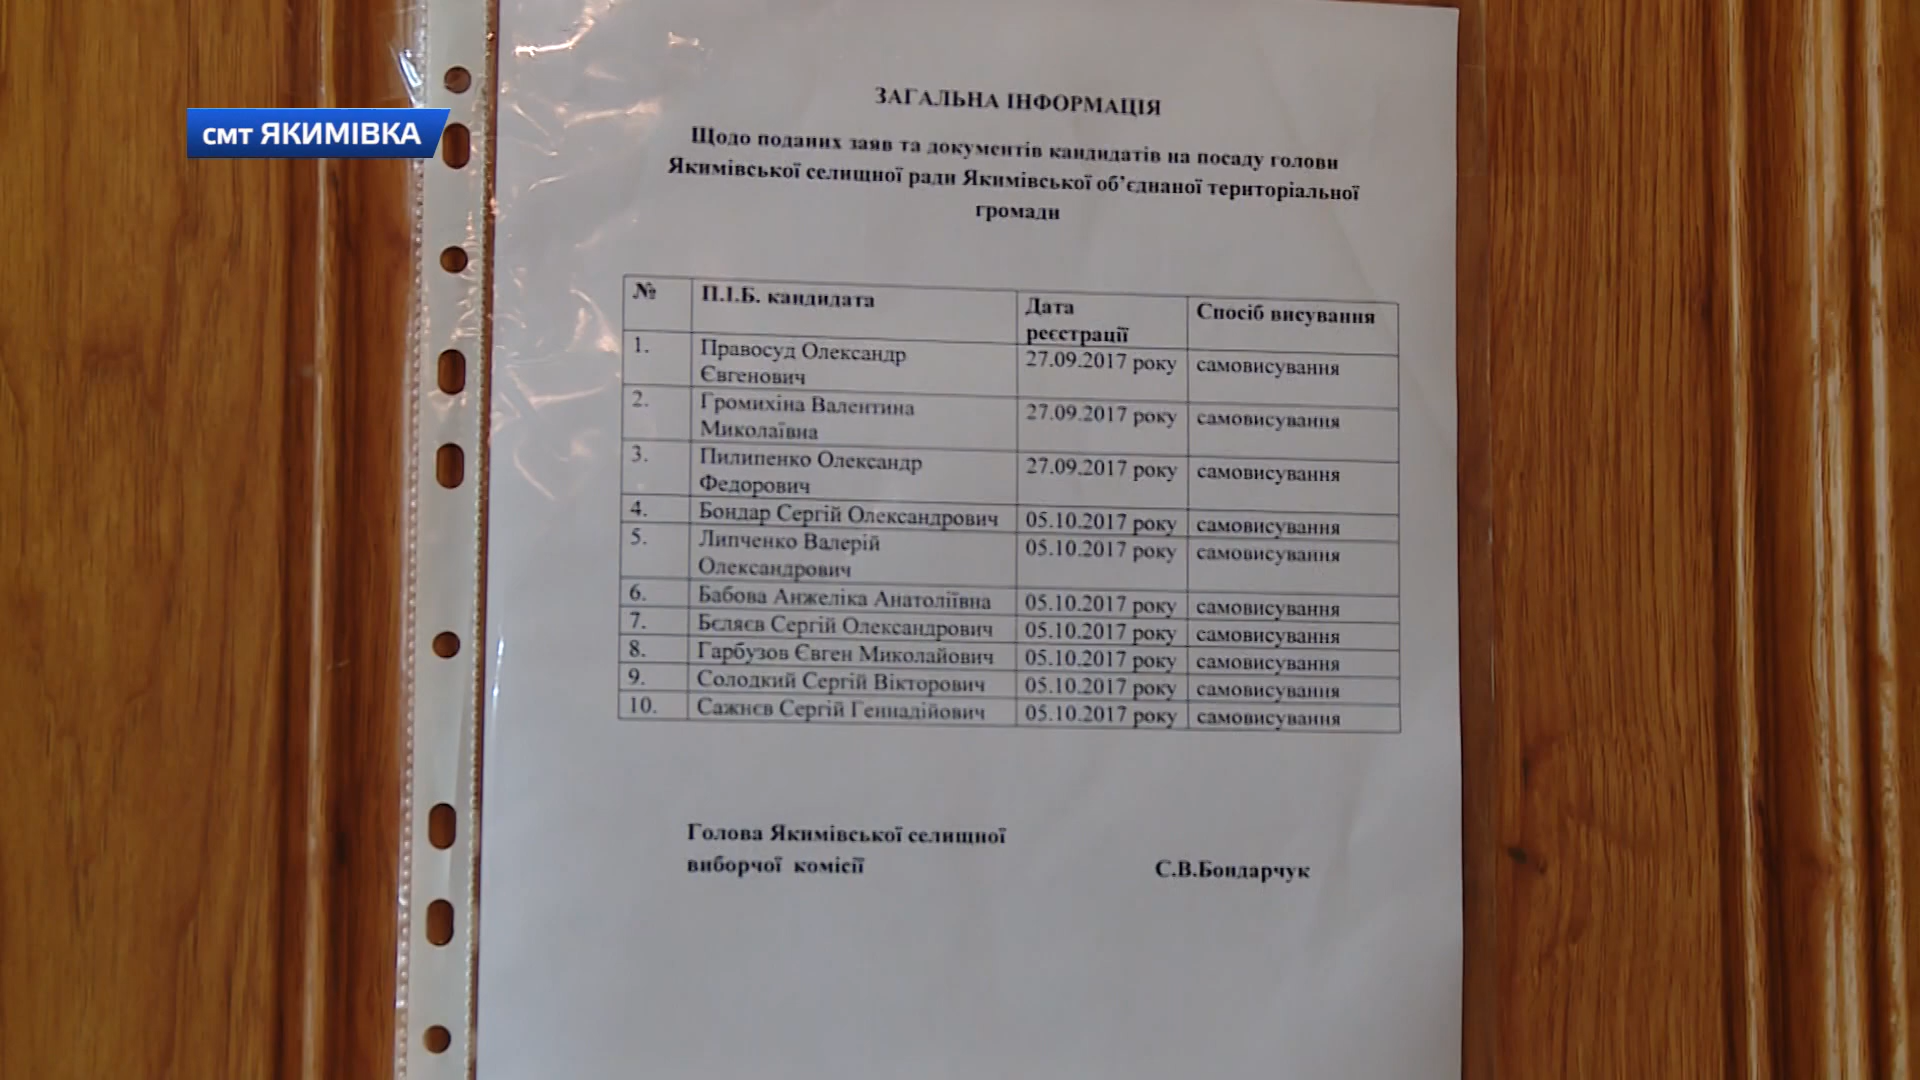 смт ЯКИМІВКА
ЗАГАЛЬНА ІНФОРМАЦІЯ
Щодо поданих заяв та документів кандидатів на посаду голови
Якимівської селищної ради Якимівської об’єднаної територіальної
громади
№ П.І.Б. кандидата Дата реєстрації Спосіб висування
1. Правосуд Олександр Євгенович 27.09.2017 року самовисування
2. Громихіна Валентина Миколаївна 27.09.2017 року самовисування
3. Пилипенко Олександр Федорович 27.09.2017 року самовисування
4. Бондар Сергій Олександрович 05.10.2017 року самовисування
5. Липченко Валерій Олександрович 05.10.2017 року самовисування
6. Бабова Анжеліка Анатоліївна 05.10.2017 року самовисування
7. Бєляєв Сергій Олександрович 05.10.2017 року самовисування
8. Гарбузов Євген Миколайович 05.10.2017 року самовисування
9. Солодкий Сергій Вікторович 05.10.2017 року самовисування
10. Сажнєв Сергій Геннадійович 05.10.2017 року самовисування
Голова Якимівської селищної
виборчої комісії С.В.Бондарчук